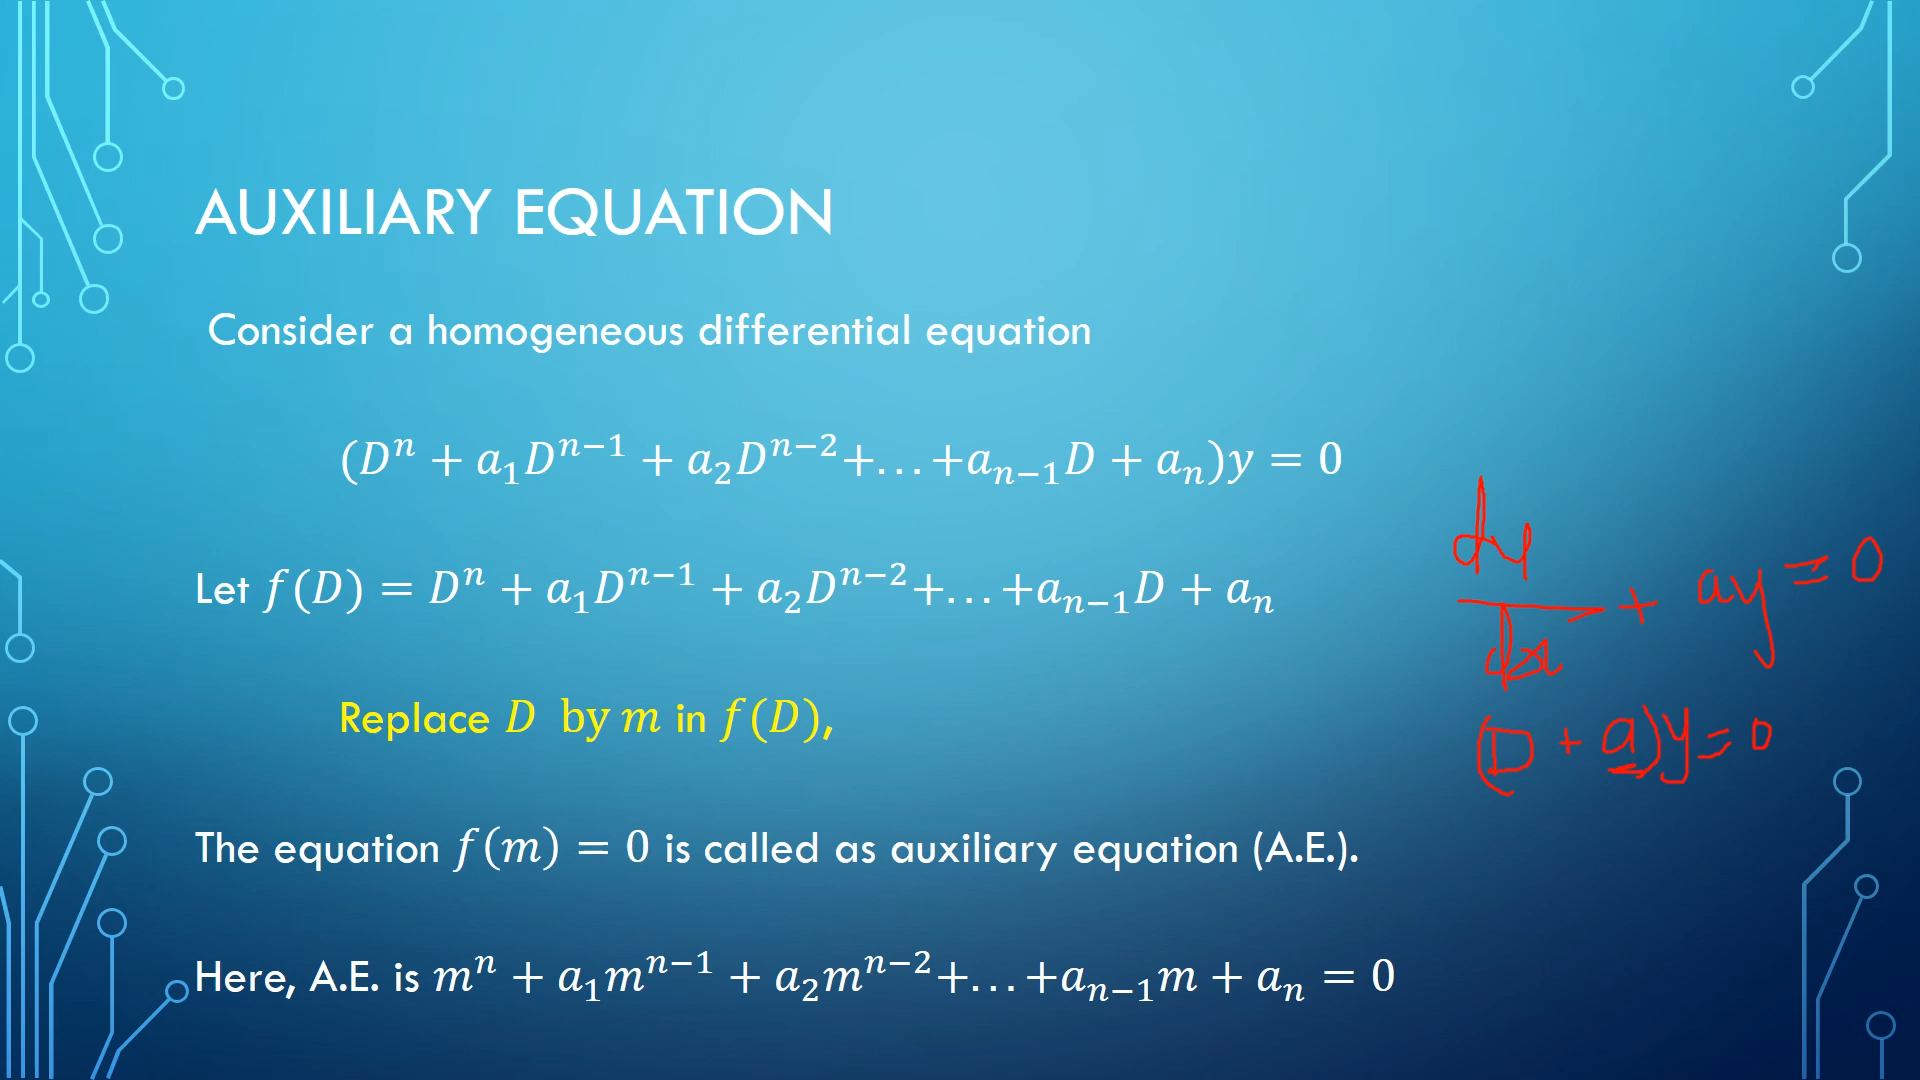 AUXILIARY EQUATION
Consider a homogeneous differential equation
(Dⁿ + a₁Dⁿ⁻¹ + a₂Dⁿ⁻²+...+aₙ₋₁D + aₙ)y = 0
Let f(D) = Dⁿ + a₁Dⁿ⁻¹ + a₂Dⁿ⁻²+...+aₙ₋₁D + aₙ
Replace D by m in f(D),
The equation f(m) = 0 is called as auxiliary equation (A.E.).
Here, A.E. is mⁿ + a₁mⁿ⁻¹ + a₂mⁿ⁻²+...+aₙ₋₁m + aₙ = 0
dy/dx + ay = 0
(D + a)y = 0